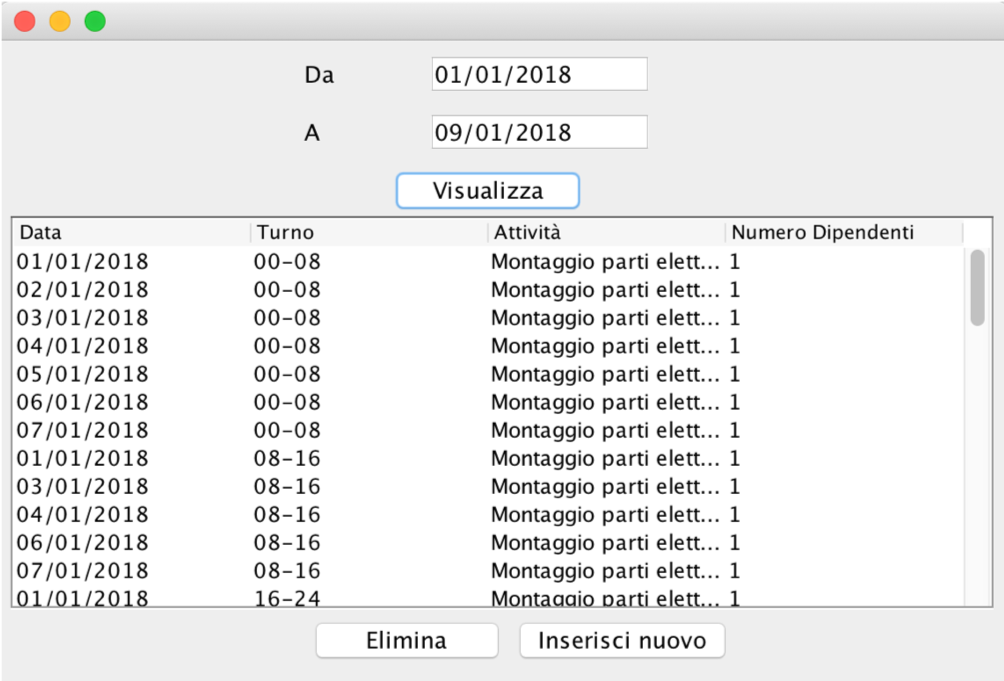 Da 01/01/2018
A 09/01/2018
Visualizza
Data Turno Attività Numero Dipendenti
01/01/2018 00-08 Montaggio parti elett... 1
02/01/2018 00-08 Montaggio parti elett... 1
03/01/2018 00-08 Montaggio parti elett... 1
04/01/2018 00-08 Montaggio parti elett... 1
05/01/2018 00-08 Montaggio parti elett... 1
06/01/2018 00-08 Montaggio parti elett... 1
07/01/2018 00-08 Montaggio parti elett... 1
01/01/2018 08-16 Montaggio parti elett... 1
03/01/2018 08-16 Montaggio parti elett... 1
04/01/2018 08-16 Montaggio parti elett... 1
06/01/2018 08-16 Montaggio parti elett... 1
07/01/2018 08-16 Montaggio parti elett... 1
01/01/2018 16-24 Montaggio parti elett... 1
Elimina Inserisci nuovo